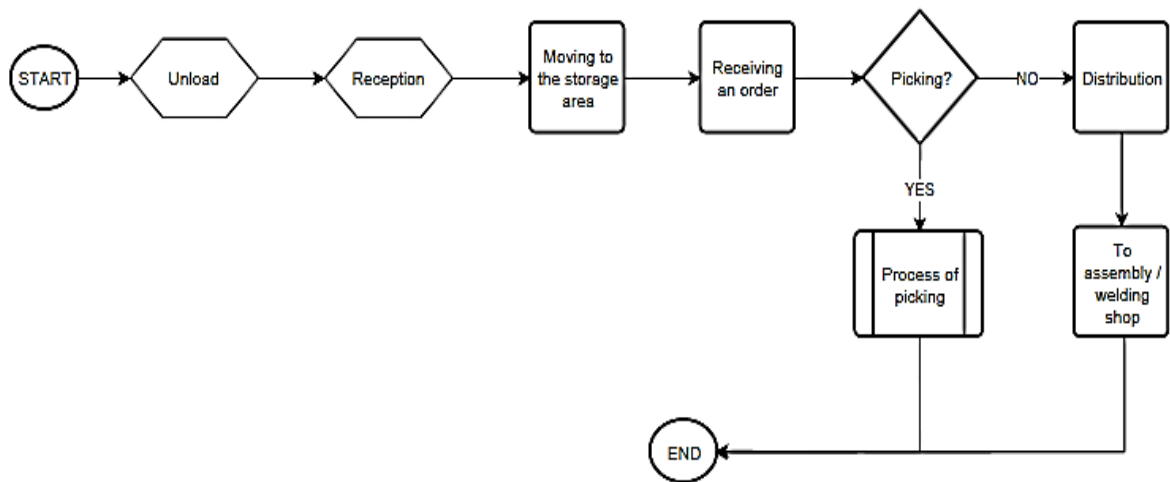 START
Unload
Reception
Moving to
the storage
area
Receiving
an order
Picking?
NO
Distribution
YES
Process of
picking
To
assembly /
welding
shop
END